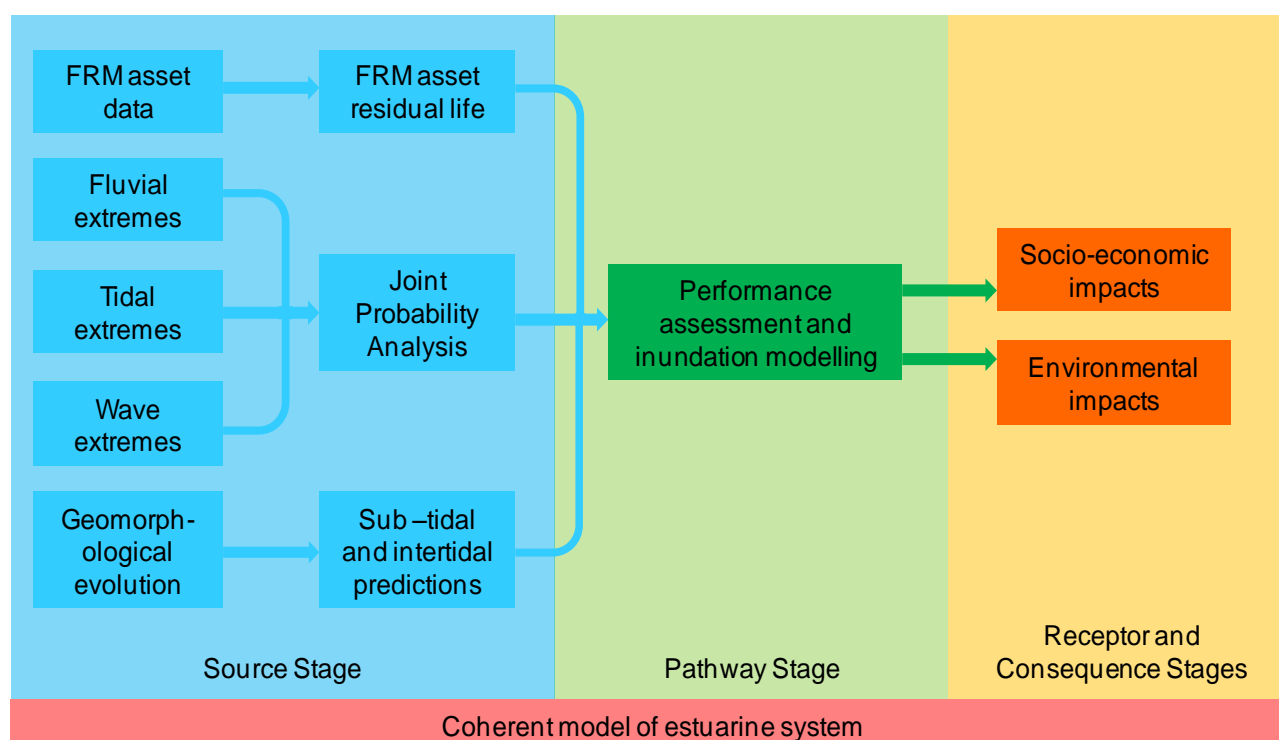 FRM asset
data
FRM asset
residual life
Fluvial
extremes
Tidal
extremes
Wave
extremes
Joint
Probability
Analysis
Geomorph-
ological
evolution
Sub –tidal
and intertidal
predictions
Source Stage
Performance
assessment and
inundation modelling
Pathway Stage
Socio-economic
impacts
Environmental
impacts
Receptor and
Consequence Stages
Coherent model of estuarine system